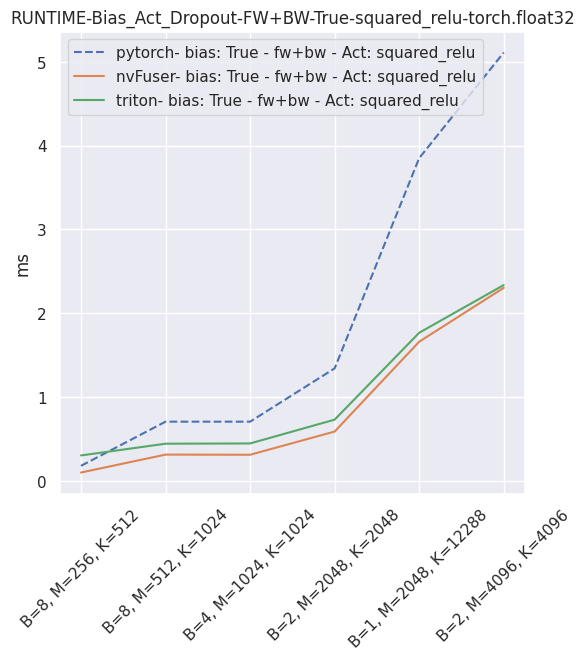 RUNTIME-Bias_Act_Dropout-FW+BW-True-squared_relu-torch.float32
pytorch- bias: True - fw+bw - Act: squared_relu
nvFuser- bias: True - fw+bw - Act: squared_relu
triton- bias: True - fw+bw - Act: squared_relu
5
4
3
2
1
0
ms
B=8, M=256, K=512
B=8, M=512, K=1024
B=4, M=1024, K=1024
B=2, M=2048, K=2048
B=1, M=2048, K=12288
B=2, M=4096, K=4096